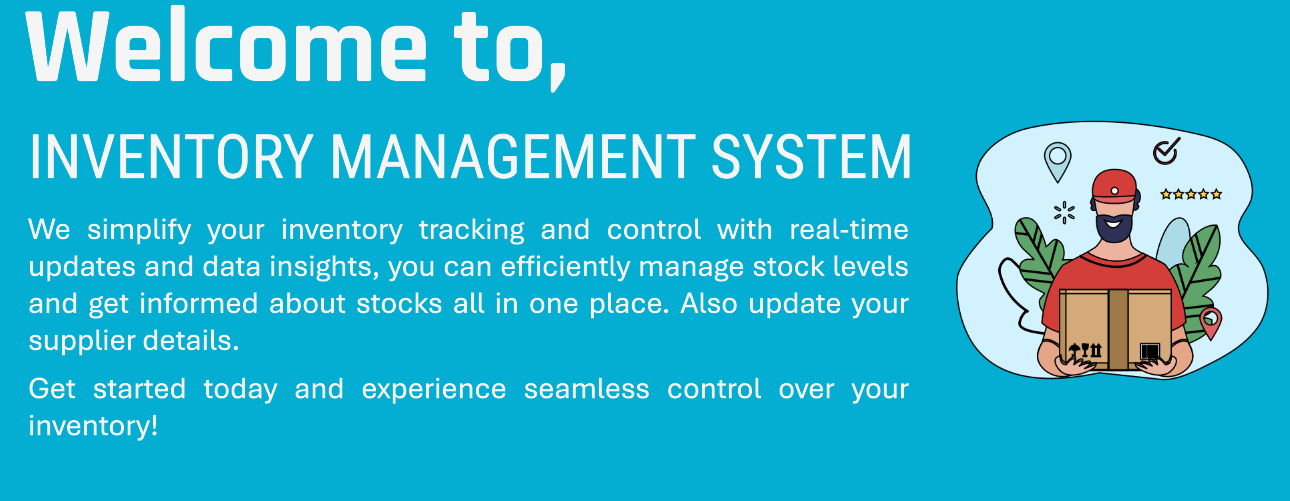 Welcome to,
INVENTORY MANAGEMENT SYSTEM
We simplify your inventory tracking and control with real-time
updates and data insights, you can efficiently manage stock levels
and get informed about stocks all in one place. Also update your
supplier details.
Get started today and experience seamless control over your
inventory!